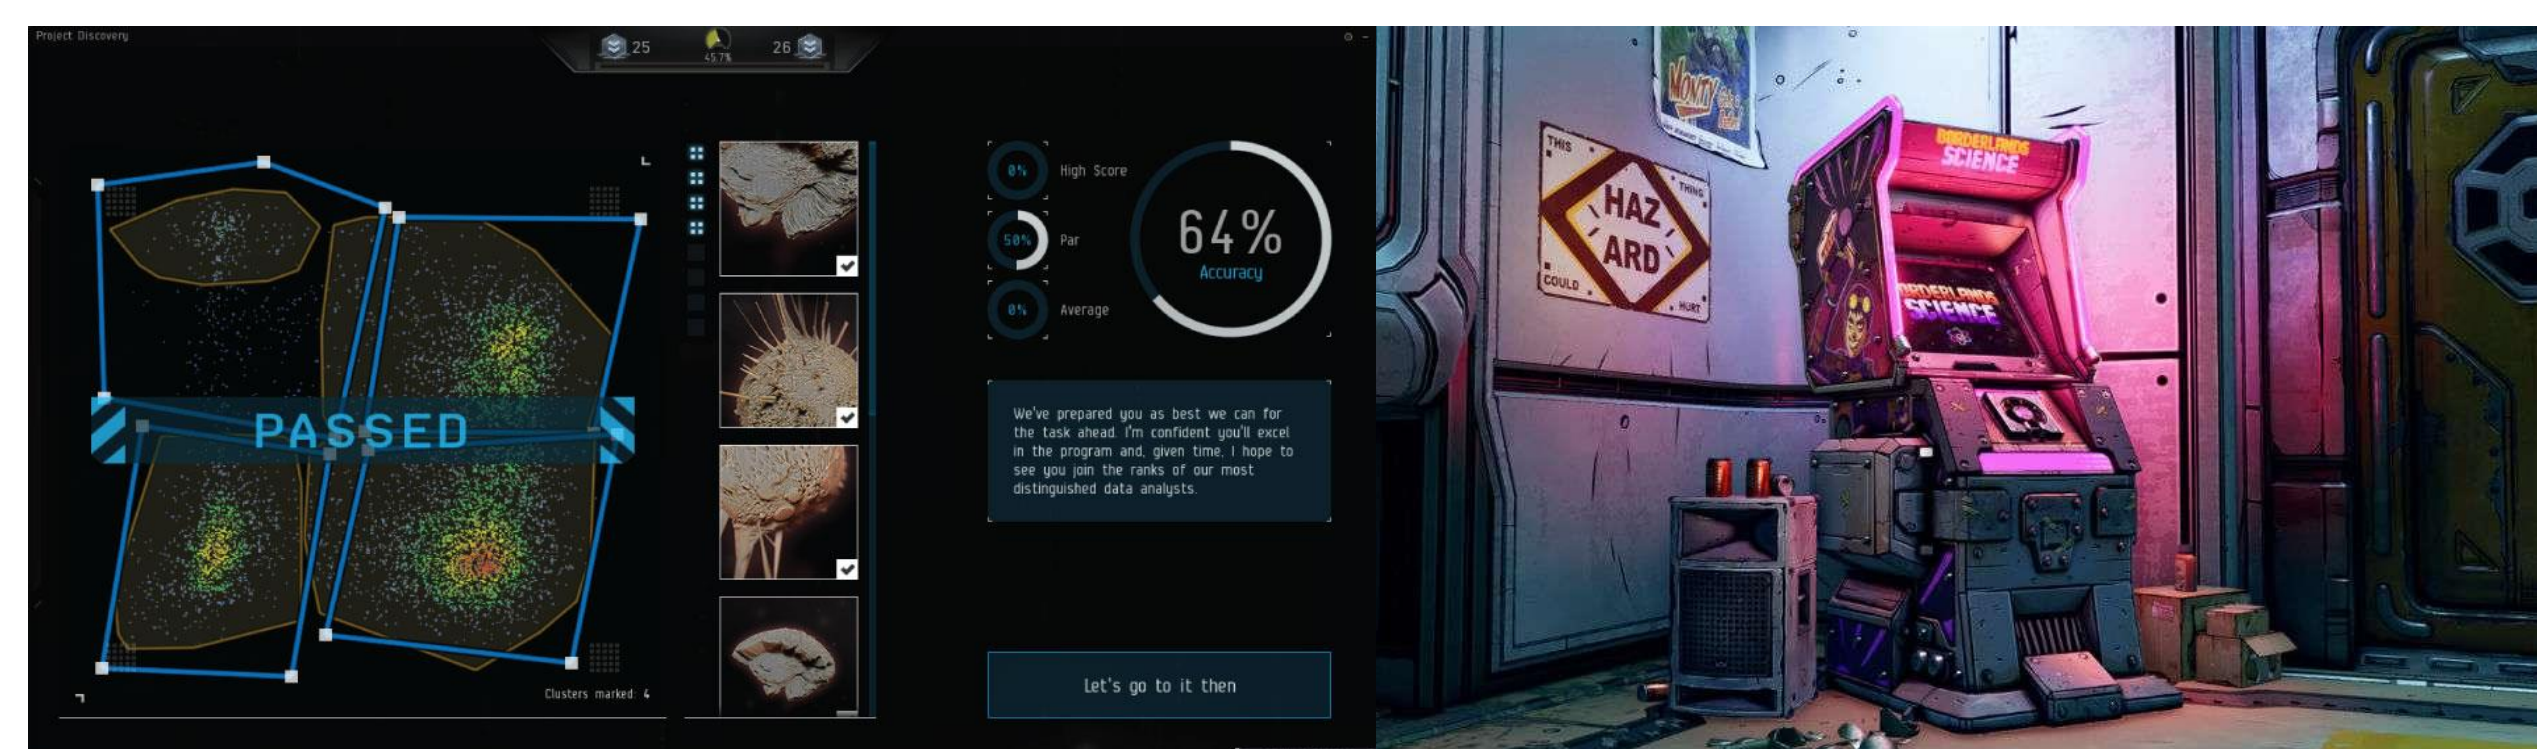 Project Discovery
25
45.7%
26
PASSED
Clusters marked: 4
0%
High Score
50%
Par
0%
Average
64%
Accuracy
We've prepared you as best we can for
the task ahead. I'm confident you'll excel
in the program and, given time, I hope to
see you join the ranks of our most
distinguished data analysts.
Let's go to it then
MONTY
THIS
THING
HAZ
ARD
COULD
HURT
BORDERLANDS
SCIENCE
BORDERLANDS
SCIENCE